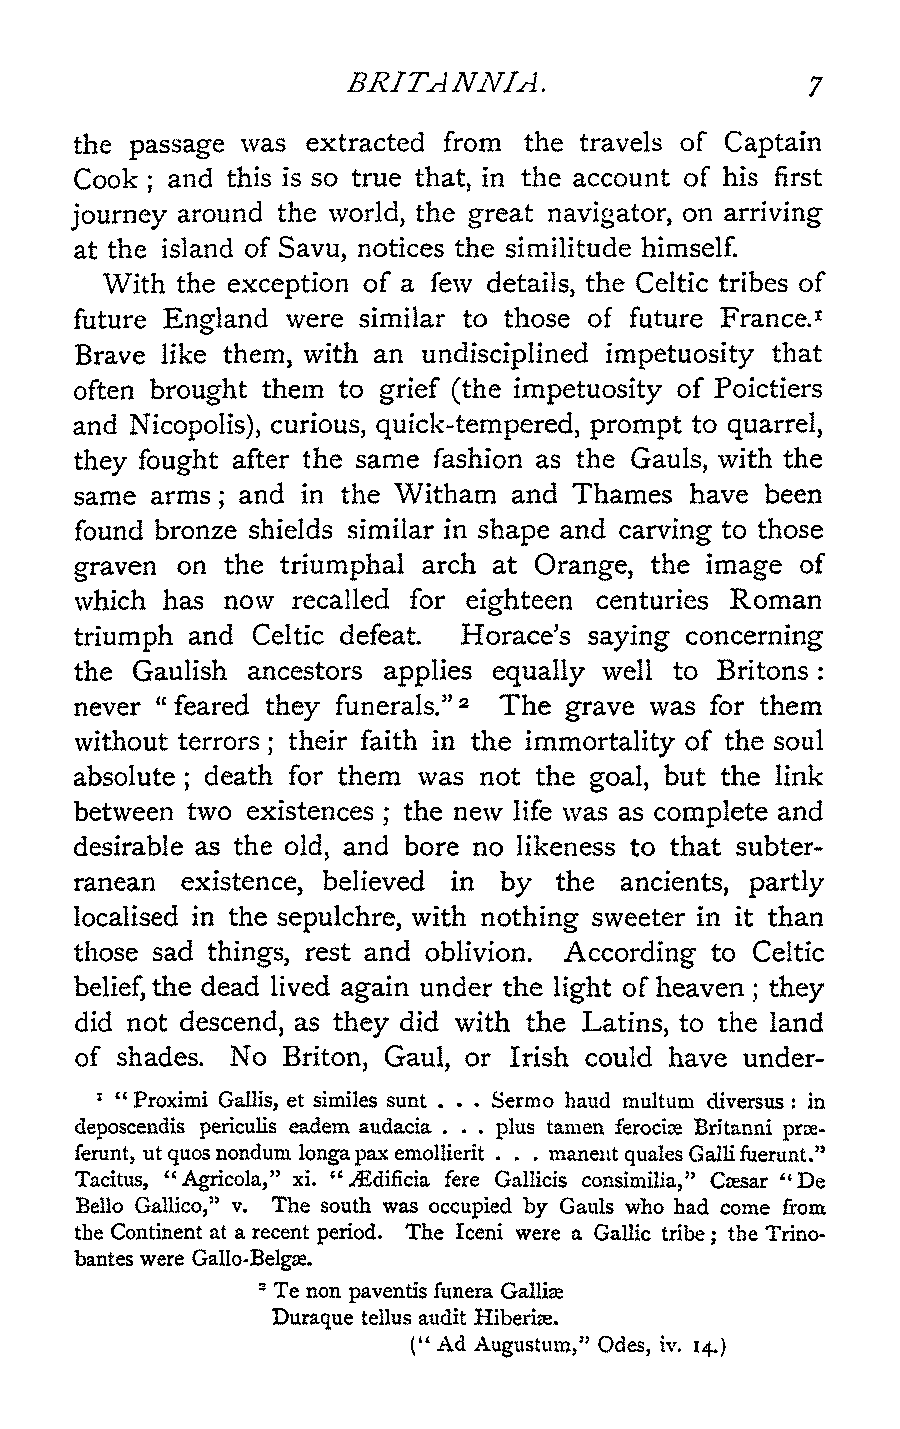 BRITANNIA. 7
the passage was extracted from the travels of Captain
Cook ; and this is so true that, in the account of his first
journey around the world, the great navigator, on arriving
at the island of Savu, notices the similitude himself.
With the exception of a few details, the Celtic tribes of
future England were similar to those of future France.¹
Brave like them, with an undisciplined impetuosity that
often brought them to grief (the impetuosity of Poictiers
and Nicopolis), curious, quick-tempered, prompt to quarrel,
they fought after the same fashion as the Gauls, with the
same arms ; and in the Witham and Thames have been
found bronze shields similar in shape and carving to those
graven on the triumphal arch at Orange, the image of
which has now recalled for eighteen centuries Roman
triumph and Celtic defeat. Horace's saying concerning
the Gaulish ancestors applies equally well to Britons :
never "feared they funerals." ² The grave was for them
without terrors ; their faith in the immortality of the soul
absolute ; death for them was not the goal, but the link
between two existences ; the new life was as complete and
desirable as the old, and bore no likeness to that subter-
ranean existence, believed in by the ancients, partly
localised in the sepulchre, with nothing sweeter in it than
those sad things, rest and oblivion. According to Celtic
belief, the dead lived again under the light of heaven ; they
did not descend, as they did with the Latins, to the land
of shades. No Briton, Gaul, or Irish could have under-
¹ "Proximi Gallis, et similes sunt . . . Sermo haud multum diversus : in
deposcendis periculis eadem audacia . . . plus tamen ferociæ Britanni præ-
ferunt, ut quos nondum longa pax emollierit . . . manent quales Galli fuerunt."
Tacitus, "Agricola," xi. "Ædificia fere Gallicis consimilia," Cæsar "De
Bello Gallico," v. The south was occupied by Gauls who had come from
the Continent at a recent period. The Iceni were a Gallic tribe ; the Trino-
bantes were Gallo-Belgæ.
² Te non paventis funera Galliæ
Duraque tellus audit Hiberiæ.
("Ad Augustum," Odes, iv. 14.)